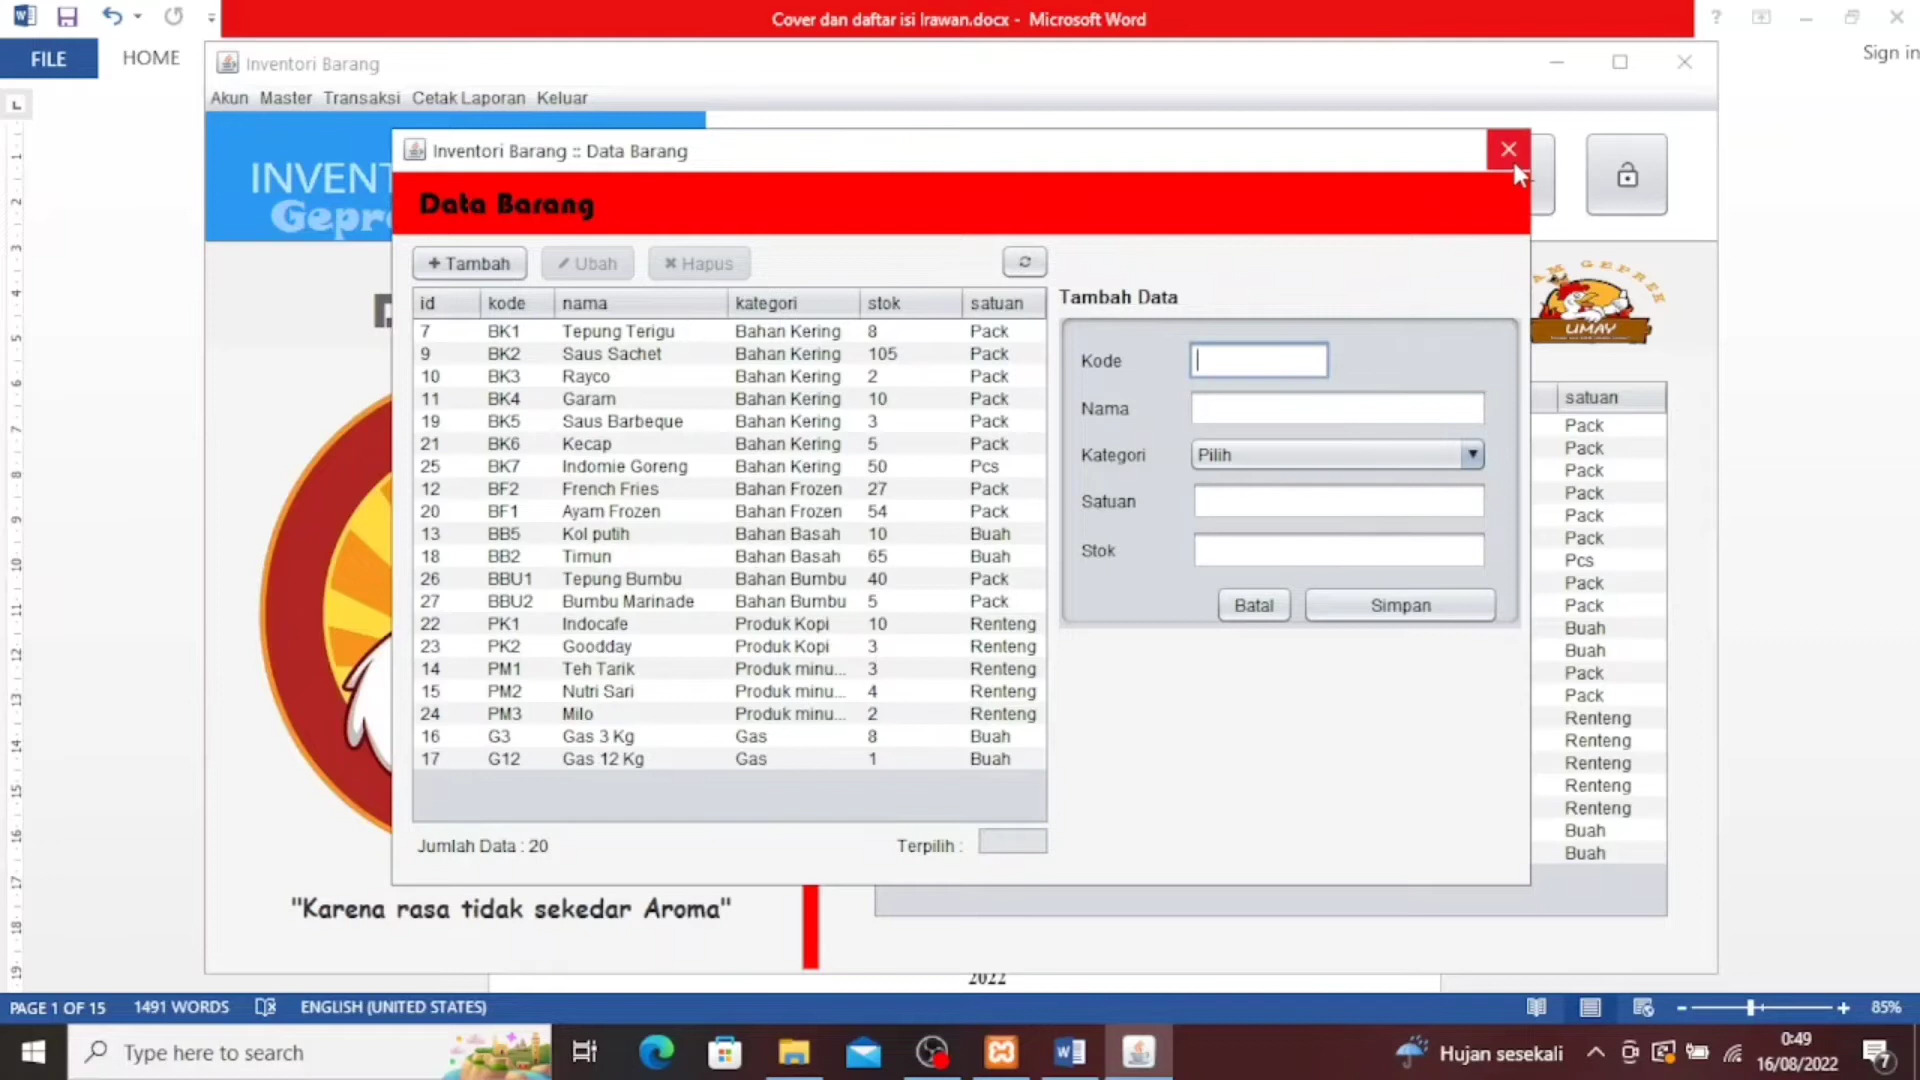 Cover dan daftar isi Irawan.docx - Microsoft Word
FILE
HOME
Sign in
Inventori Barang
Akun Master Transaksi Cetak Laporan Keluar
INVENT
Gepre
Inventori Barang :: Data Barang
Data Barang
Tambah
Ubah
Hapus
id kode nama kategori stok satuan
7 BK1 Tepung Terigu Bahan Kering 8 Pack
9 BK2 Saus Sachet Bahan Kering 105 Pack
10 BK3 Rayco Bahan Kering 2 Pack
11 BK4 Garam Bahan Kering 10 Pack
19 BK5 Saus Barbeque Bahan Kering 3 Pack
21 BK6 Kecap Bahan Kering 5 Pack
25 BK7 Indomie Goreng Bahan Kering 50 Pcs
12 BF2 French Fries Bahan Frozen 27 Pack
20 BF1 Ayam Frozen Bahan Frozen 54 Pack
13 BB5 Kol putih Bahan Basah 10 Buah
18 BB2 Timun Bahan Basah 65 Buah
26 BBU1 Tepung Bumbu Bahan Bumbu 40 Pack
27 BBU2 Bumbu Marinade Bahan Bumbu 5 Pack
22 PK1 Indocafe Produk Kopi 10 Renteng
23 PK2 Goodday Produk Kopi 3 Renteng
14 PM1 Teh Tarik Produk minu... 3 Renteng
15 PM2 Nutri Sari Produk minu... 4 Renteng
24 PM3 Milo Produk minu... 2 Renteng
16 G3 Gas 3 Kg Gas 8 Buah
17 G12 Gas 12 Kg Gas 1 Buah
Jumlah Data : 20
Terpilih :
Tambah Data
Kode
Nama
Kategori Pilih
Satuan
Stok
Batal Simpan
AM GEPREK
UMAY
satuan
Pack
Pack
Pack
Pack
Pack
Pack
Pcs
Pack
Pack
Buah
Buah
Pack
Pack
Renteng
Renteng
Renteng
Renteng
Renteng
Buah
Buah
"Karena rasa tidak sekedar Aroma"
2022
PAGE 1 OF 15 1491 WORDS ENGLISH (UNITED STATES)
85%
Type here to search
Hujan sesekali
0:49
16/08/2022
7